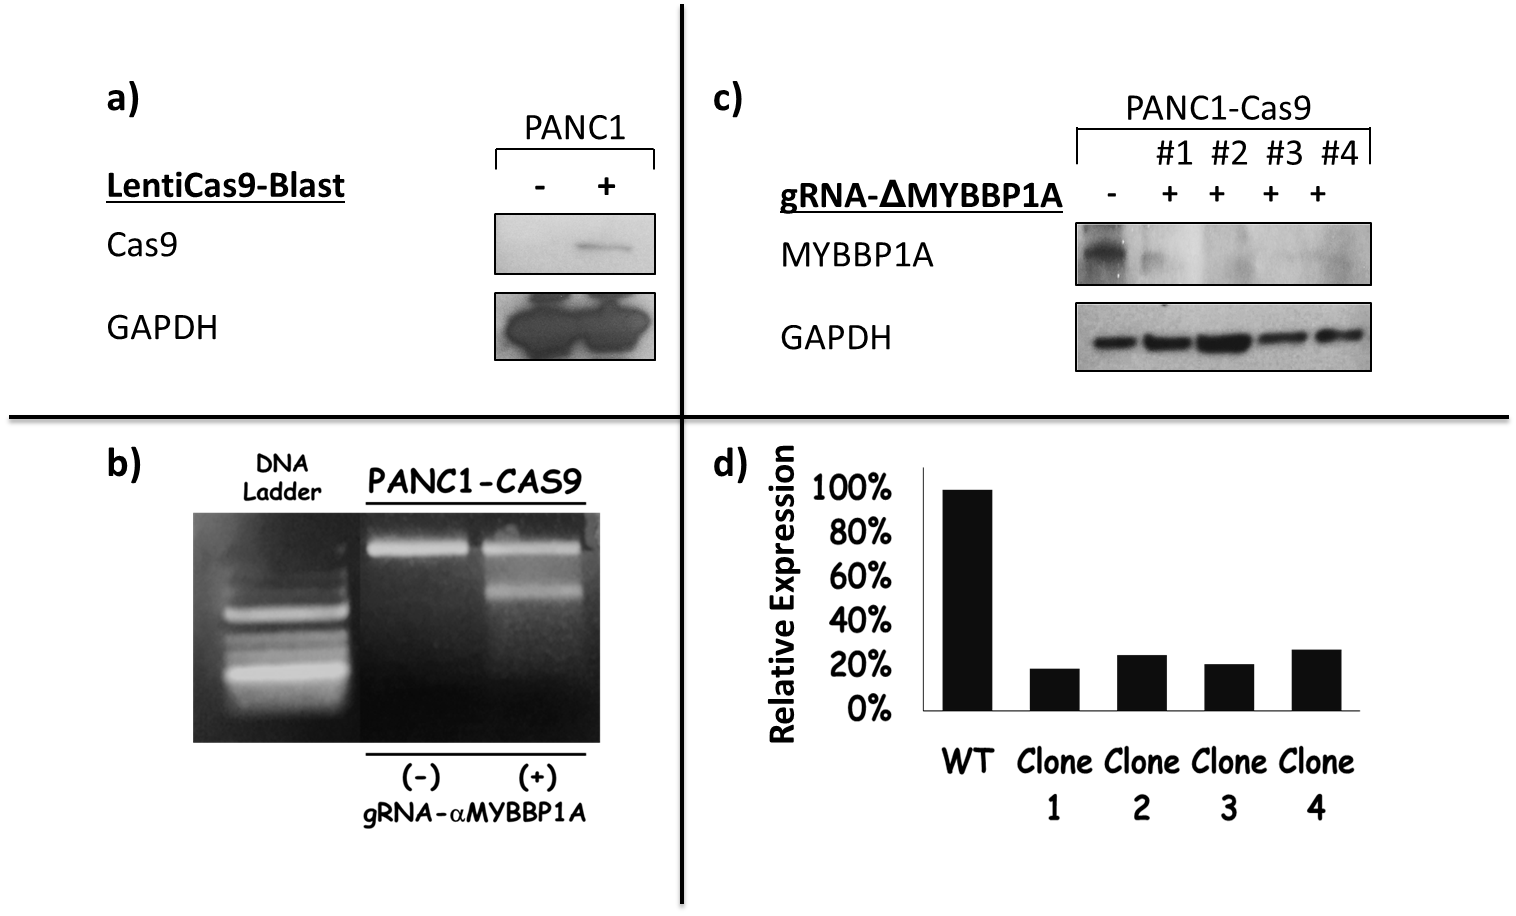 a)
PANC1
LentiCas9-Blast - +
Cas9
GAPDH
c)
PANC1-Cas9
#1 #2 #3 #4
gRNA-ΔMYBBP1A - + + + +
MYBBP1A
GAPDH
b)
DNA
Ladder
PANC1-CAS9
(-) (+)
gRNA-αMYBBP1A
d)
Relative Expression
100%
80%
60%
40%
20%
0%
WT Clone Clone Clone Clone
1 2 3 4